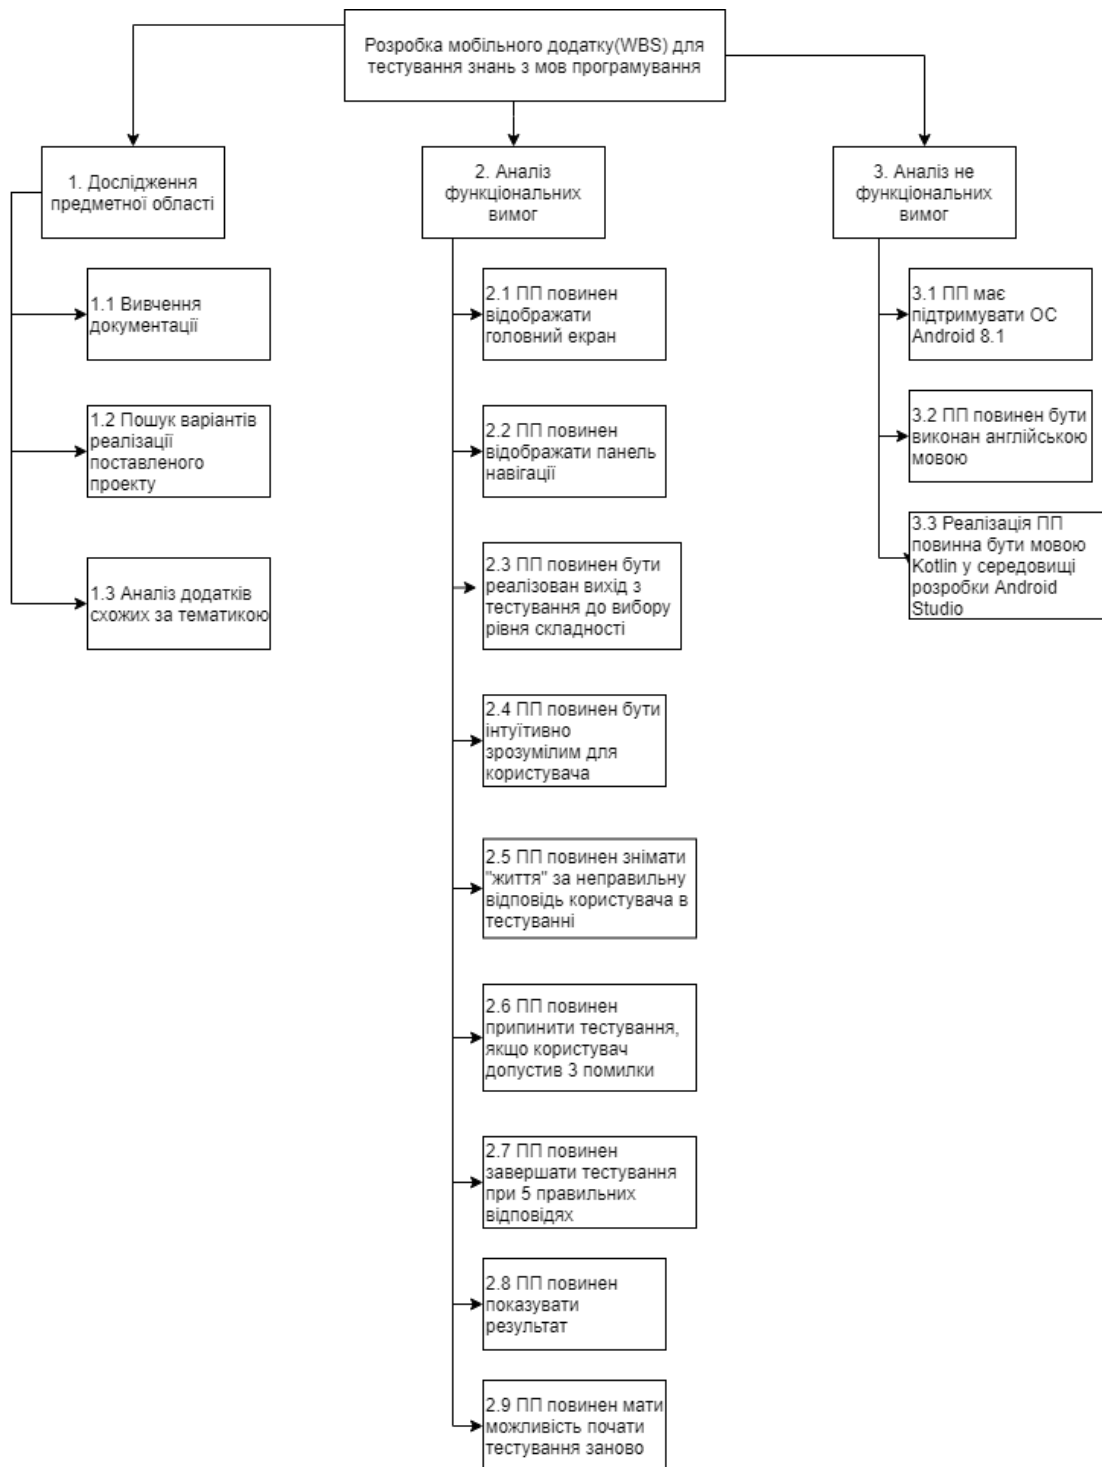 Розробка мобільного додатку(WBS) для
тестування знань з мов програмування
1. Дослідження
предметної області
1.1 Вивчення
документації
1.2 Пошук варіантів
реалізації
поставленого
проекту
1.3 Аналіз додатків
схожих за тематикою
2. Аналіз
функціональних
вимог
2.1 ПП повинен
відображати
головний екран
2.2 ПП повинен
відображати панель
навігації
2.3 ПП повинен бути
реалізован вихід з
тестування до вибору
рівня складності
2.4 ПП повинен бути
інтуїтивно
зрозумілим для
користувача
2.5 ПП повинен знімати
"життя" за неправильну
відповідь користувача в
тестуванні
2.6 ПП повинен
припинити тестування,
якщо користувач
допустив 3 помилки
2.7 ПП повинен
завершати тестування
при 5 правильних
відповідях
2.8 ПП повинен
показувати
результат
2.9 ПП повинен мати
можливість почати
тестування заново
3. Аналіз не
функціональних
вимог
3.1 ПП має
підтримувати ОС
Android 8.1
3.2 ПП повинен бути
виконан англійською
мовою
3.3 Реалізація ПП
повинна бути мовою
Kotlin у середовищі
розробки Android
Studio